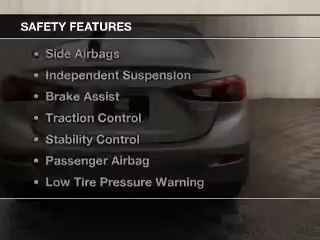 SAFETY FEATURES
• Side Airbags
• Independent Suspension
• Brake Assist
• Traction Control
• Stability Control
• Passenger Airbag
• Low Tire Pressure Warning